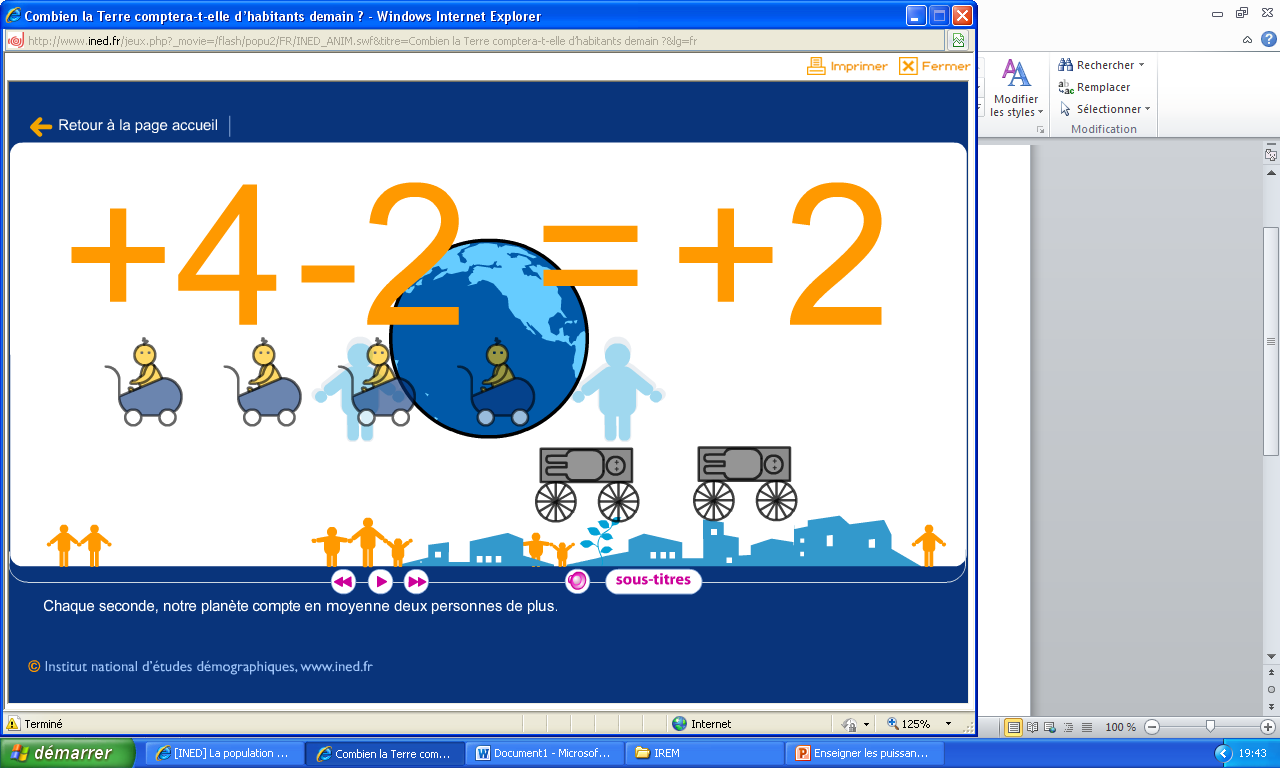 Combien la Terre comptera-t-elle d'habitants demain ? - Windows Internet Explorer
http://www.ined.fr/jeux.php?_movie=/flash/popu2/FR/INED_ANIM.swf&titre=Combien la Terre comptera-t-elle d'habitants demain ?&lg=fr
Imprimer Fermer
Rechercher
Remplacer
Sélectionner
Modifier les styles
Modification
Retour à la page accueil
+4-2 = +2
sous-titres
Chaque seconde, notre planète compte en moyenne deux personnes de plus.
© Institut national d'études démographiques, www.ined.fr
Terminé Internet 125%
100 %
démarrer [INED] La population ... Combien la Terre com... Document1 - Microsof... IREM Enseigner les puissan... 19:43